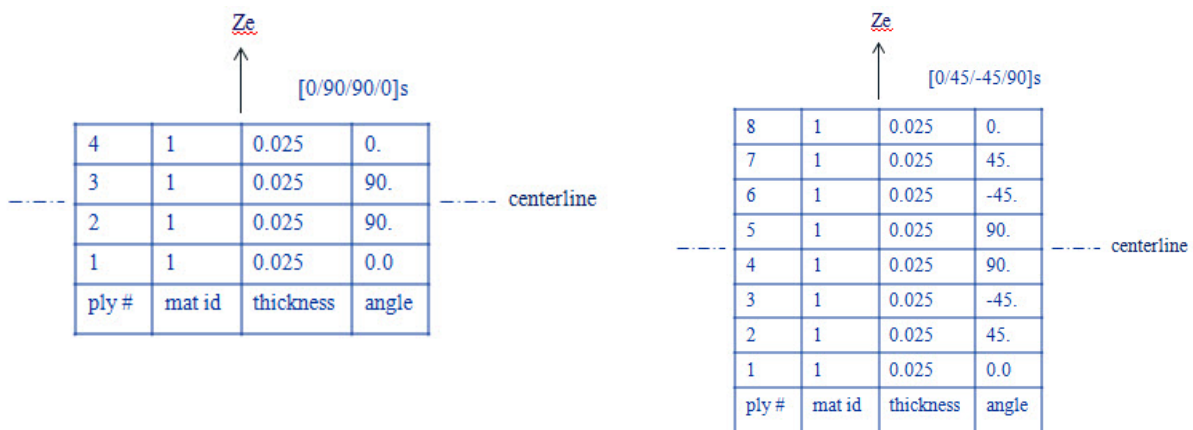 Ze
[0/90/90/0]s
4 1 0.025 0.
3 1 0.025 90.
2 1 0.025 90.
1 1 0.025 0.0
ply # mat id thickness angle
centerline
Ze
[0/45/-45/90]s
8 1 0.025 0.
7 1 0.025 45.
6 1 0.025 -45.
5 1 0.025 90.
4 1 0.025 90.
3 1 0.025 -45.
2 1 0.025 45.
1 1 0.025 0.0
ply # mat id thickness angle
centerline